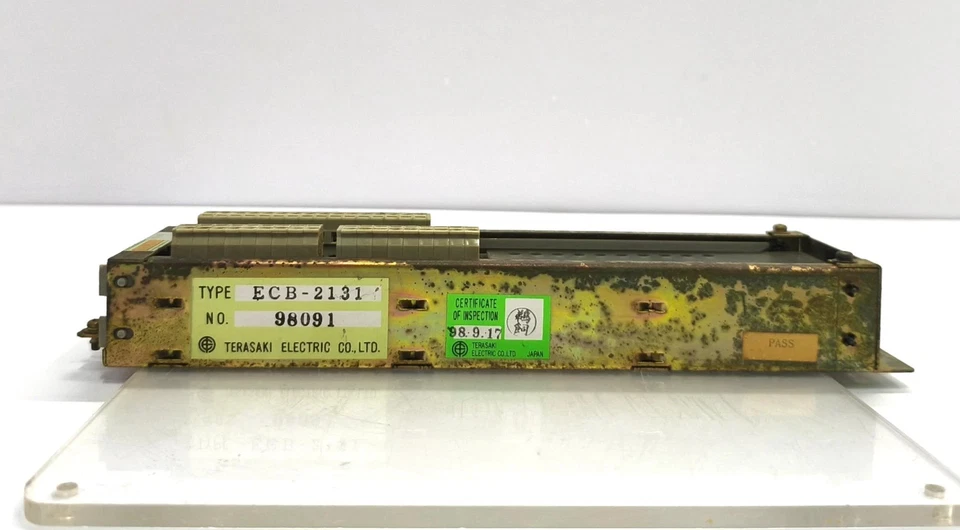 TYPE ECB-2131
NO. 98091
TERASAKI ELECTRIC CO.,LTD.
CERTIFICATE
OF INSPECTION
98.9.17
TERASAKI
ELECTRIC CO.LTD. JAPAN
PASS